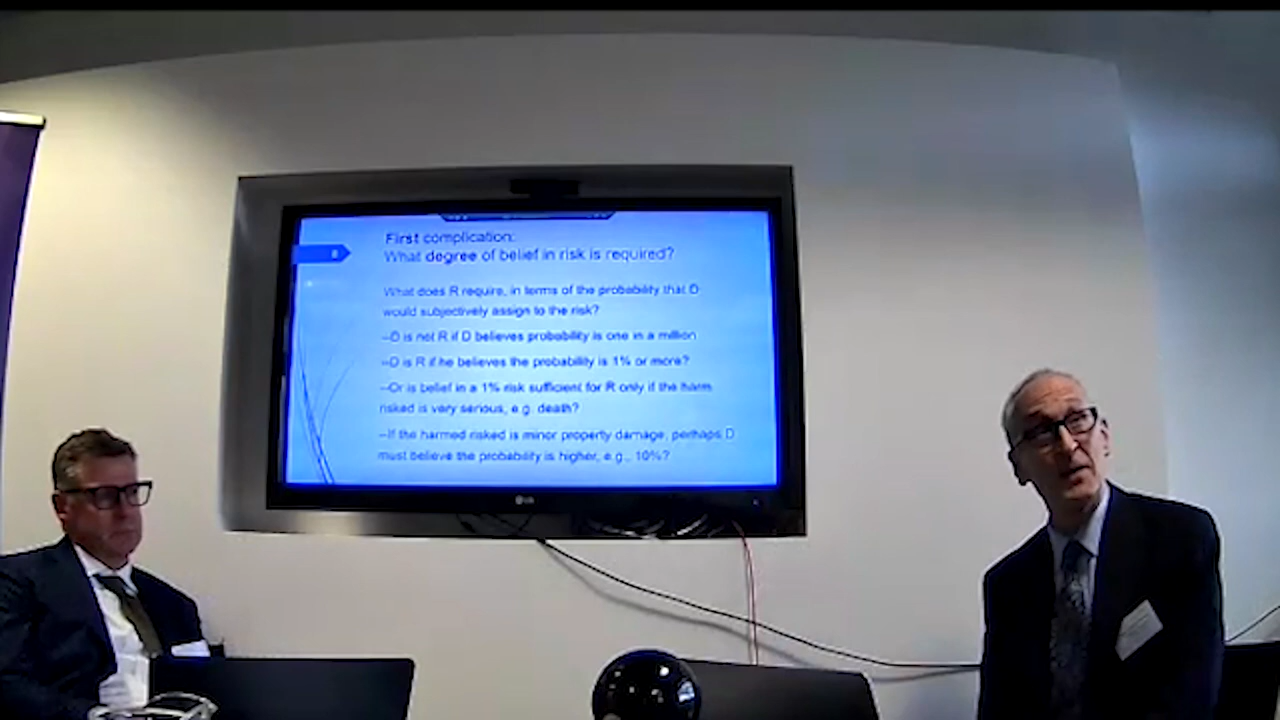 First complication:
What degree of belief in risk is required?
What does R require, in terms of the probability that D
would subjectively assign to the risk?
--D is not R if D believes probability is one in a million
--D is R if he believes the probability is 1% or more?
--Or is belief in a 1% risk sufficient for R only if the harm
risked is very serious, e.g. death?
--If the harmed risked is minor property damage, perhaps D
must believe the probability is higher, e.g., 10%?
LG